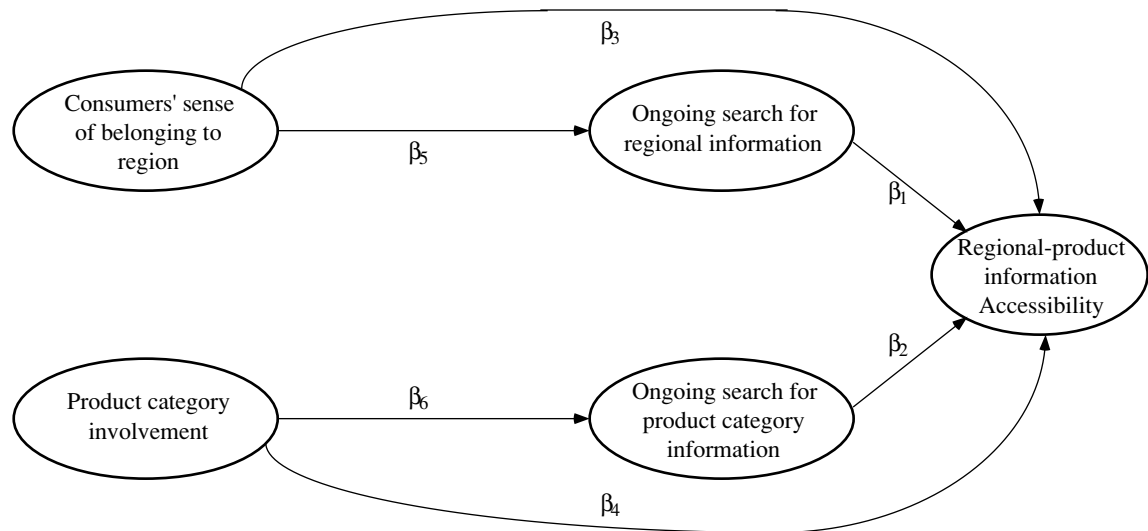 β3
Consumers' sense
of belonging to
region
β5
Ongoing search for
regional information
β1
Regional-product
information
Accessibility
β2
Product category
involvement
β6
Ongoing search for
product category
information
β4